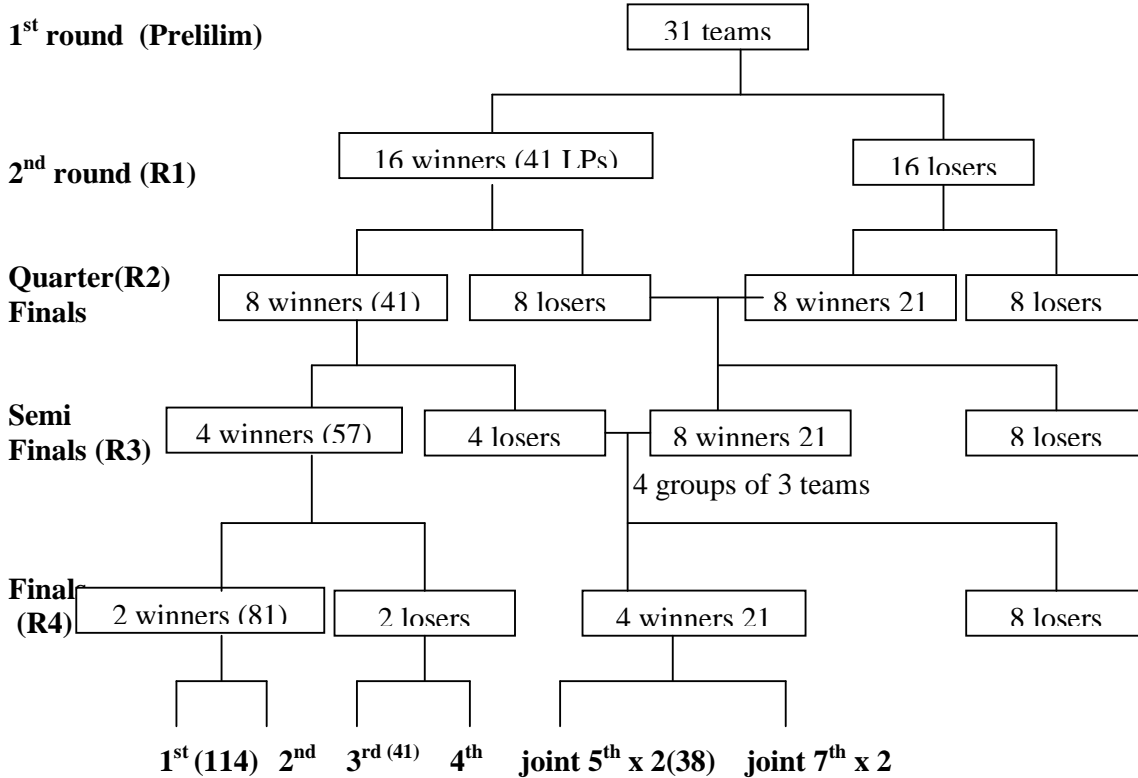 1st round (Prelilim)
31 teams
2nd round (R1)
16 winners (41 LPs)
16 losers
Quarter(R2)
Finals
8 winners (41)
8 losers
8 winners 21
8 losers
Semi
Finals (R3)
4 winners (57)
4 losers
8 winners 21
8 losers
4 groups of 3 teams
Finals
(R4)
2 winners (81)
2 losers
4 winners 21
8 losers
1st (114) 2nd 3rd (41) 4th joint 5th x 2(38) joint 7th x 2